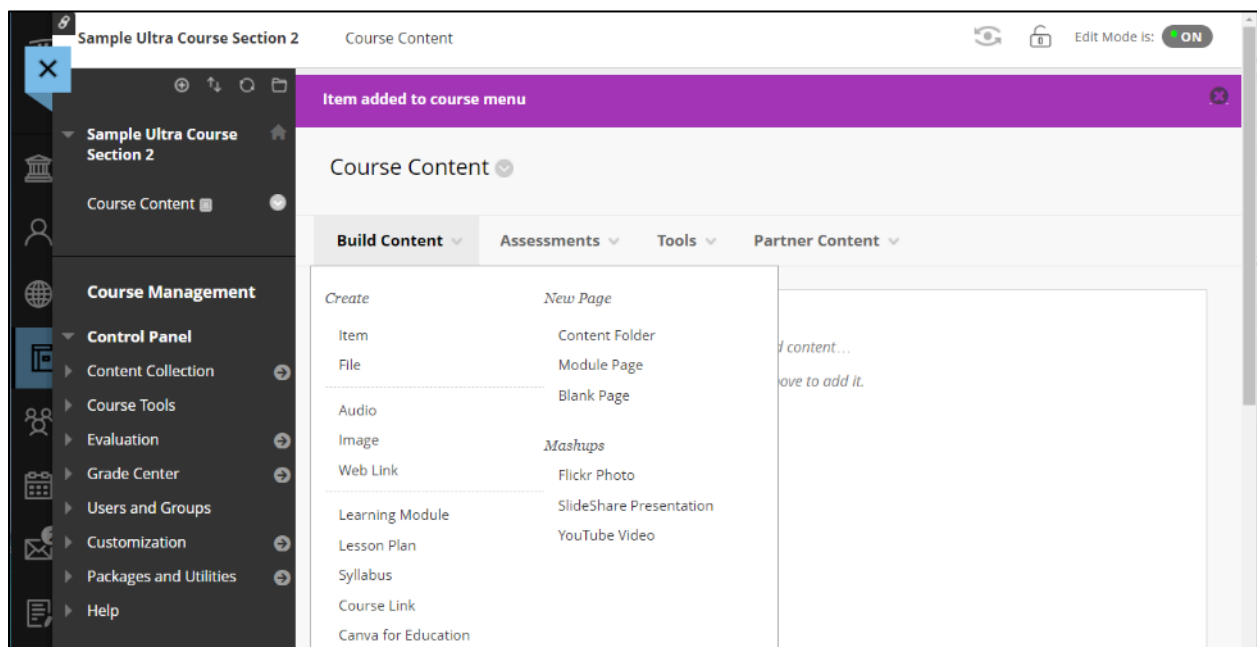 Sample Ultra Course Section 2
Course Content
Edit Mode is:
ON
Item added to course menu
Sample Ultra Course
Section 2
Course Content
Course Management
Control Panel
Content Collection
Course Tools
Evaluation
Grade Center
Users and Groups
Customization
Packages and Utilities
Help
Course Content
Build Content
Assessments
Tools
Partner Content
Create
Item
File
Audio
Image
Web Link
Learning Module
Lesson Plan
Syllabus
Course Link
Canva for Education
New Page
Content Folder
Module Page
Blank Page
Mashups
Flickr Photo
SlideShare Presentation
YouTube Video
content...
to add it.